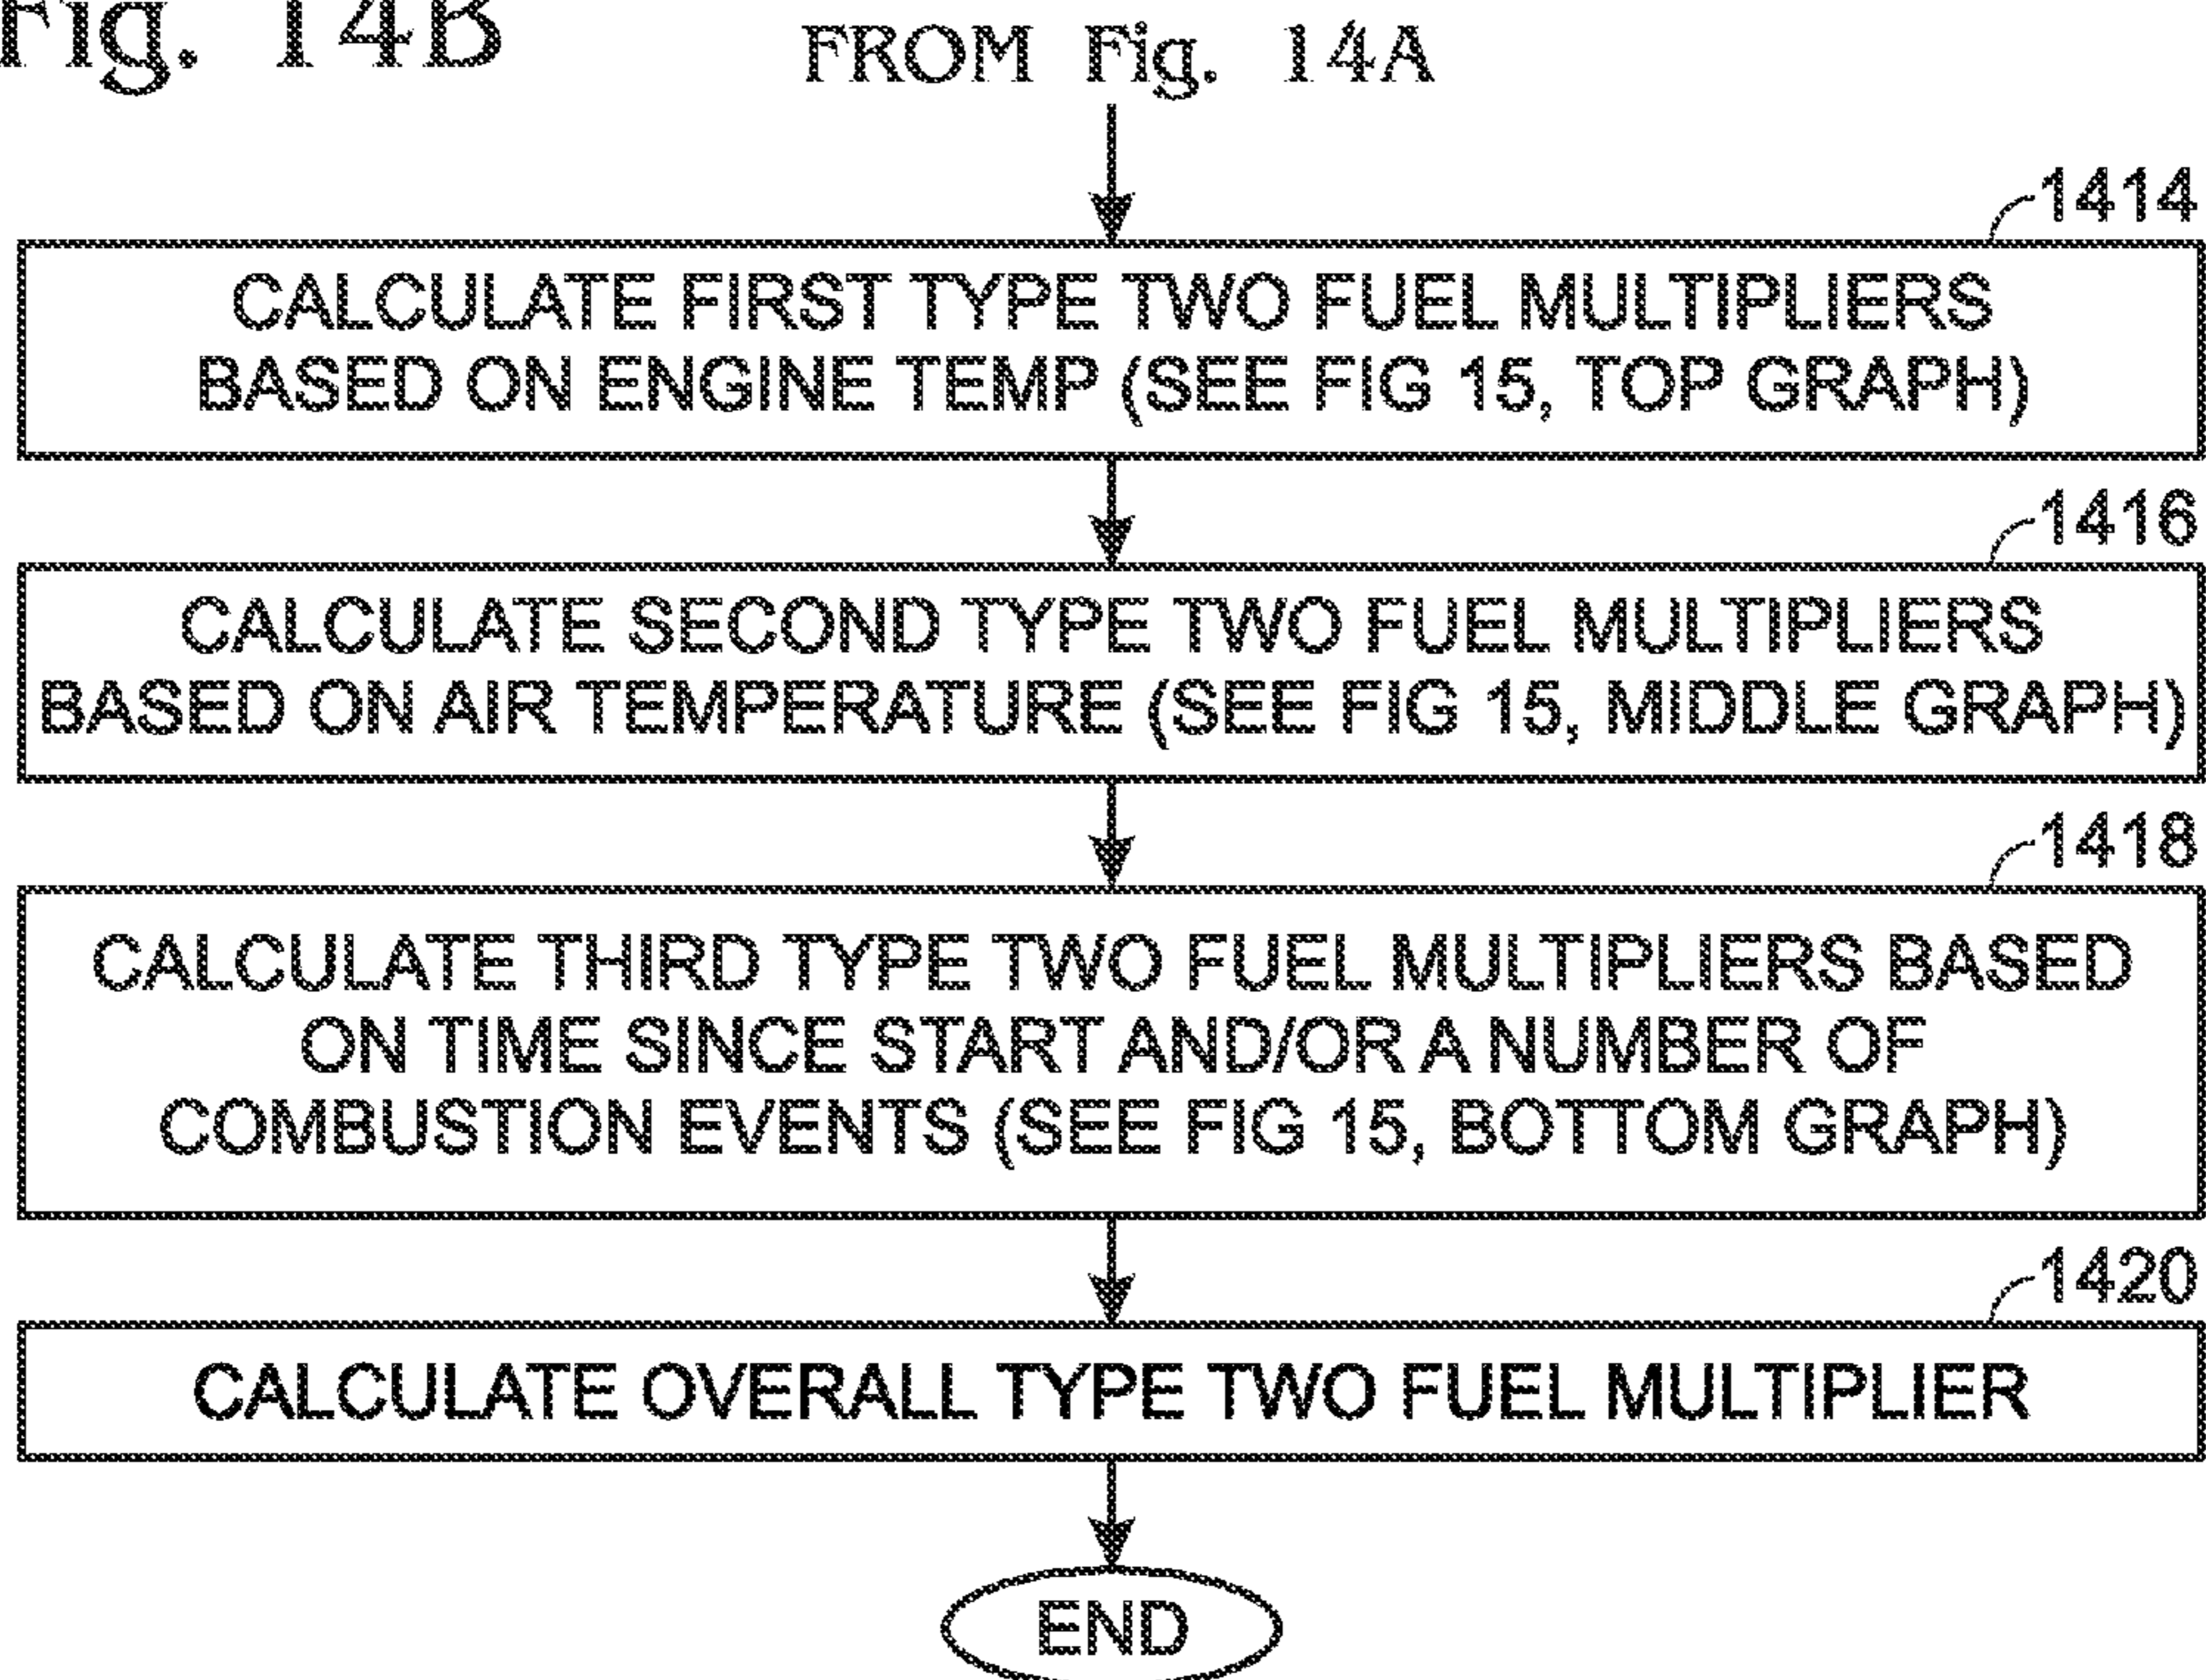 Fig. 14B
FROM Fig. 14A
1414
CALCULATE FIRST TYPE TWO FUEL MULTIPLIERS
BASED ON ENGINE TEMP (SEE FIG 15, TOP GRAPH)
1416
CALCULATE SECOND TYPE TWO FUEL MULTIPLIERS
BASED ON AIR TEMPERATURE (SEE FIG 15, MIDDLE GRAPH)
1418
CALCULATE THIRD TYPE TWO FUEL MULTIPLIERS BASED
ON TIME SINCE START AND/OR A NUMBER OF
COMBUSTION EVENTS (SEE FIG 15, BOTTOM GRAPH)
1420
CALCULATE OVERALL TYPE TWO FUEL MULTIPLIER
END